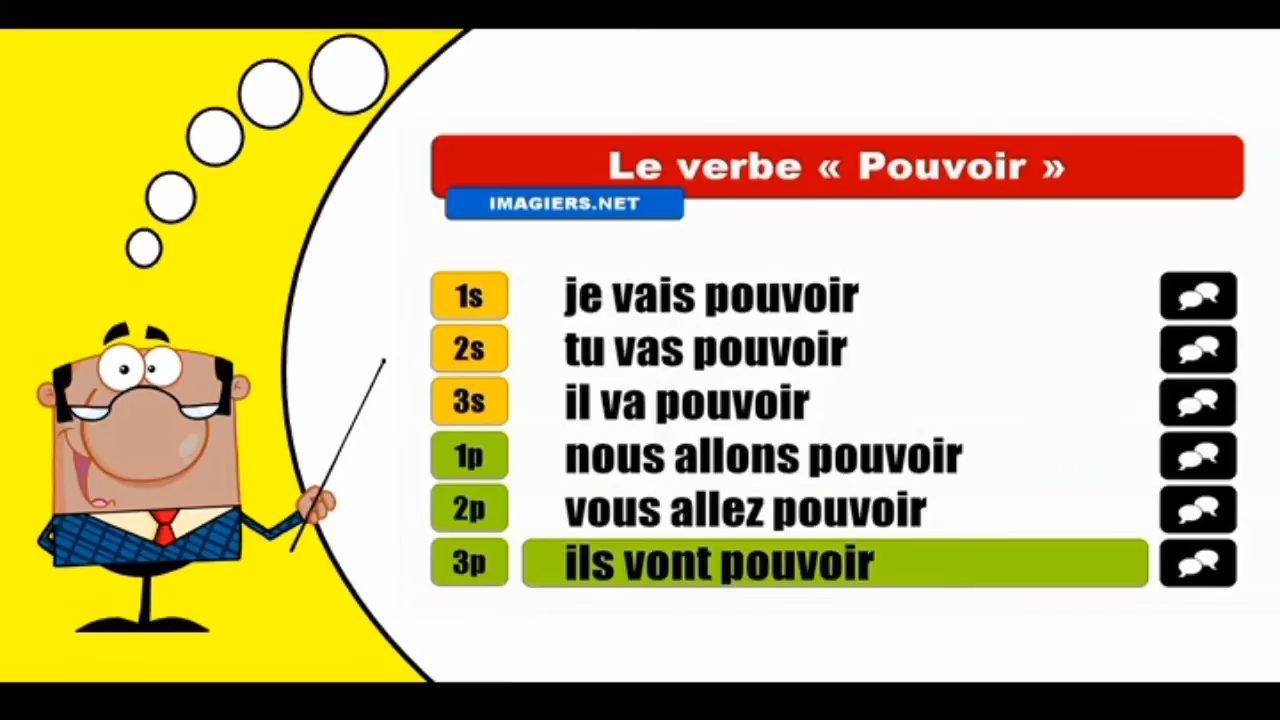 Le verbe « Pouvoir »
IMAGIERS.NET
1s je vais pouvoir
2s tu vas pouvoir
3s il va pouvoir
1p nous allons pouvoir
2p vous allez pouvoir
3p ils vont pouvoir